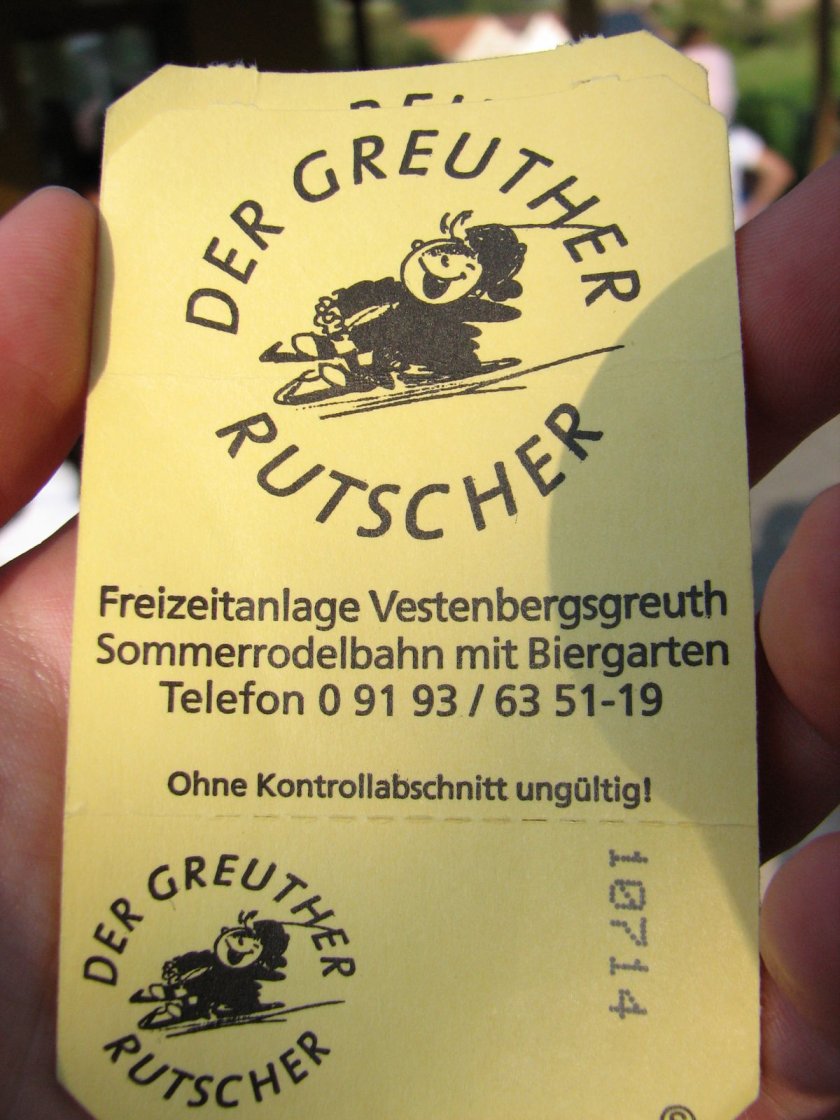 DER GREUTHER
RUTSCHER
Freizeitanlage Vestenbergsgreuth
Sommerrodelbahn mit Biergarten
Telefon 0 91 93 / 63 51-19
Ohne Kontrollabschnitt ungültig!
DER GREUTHER
RUTSCHER
10714